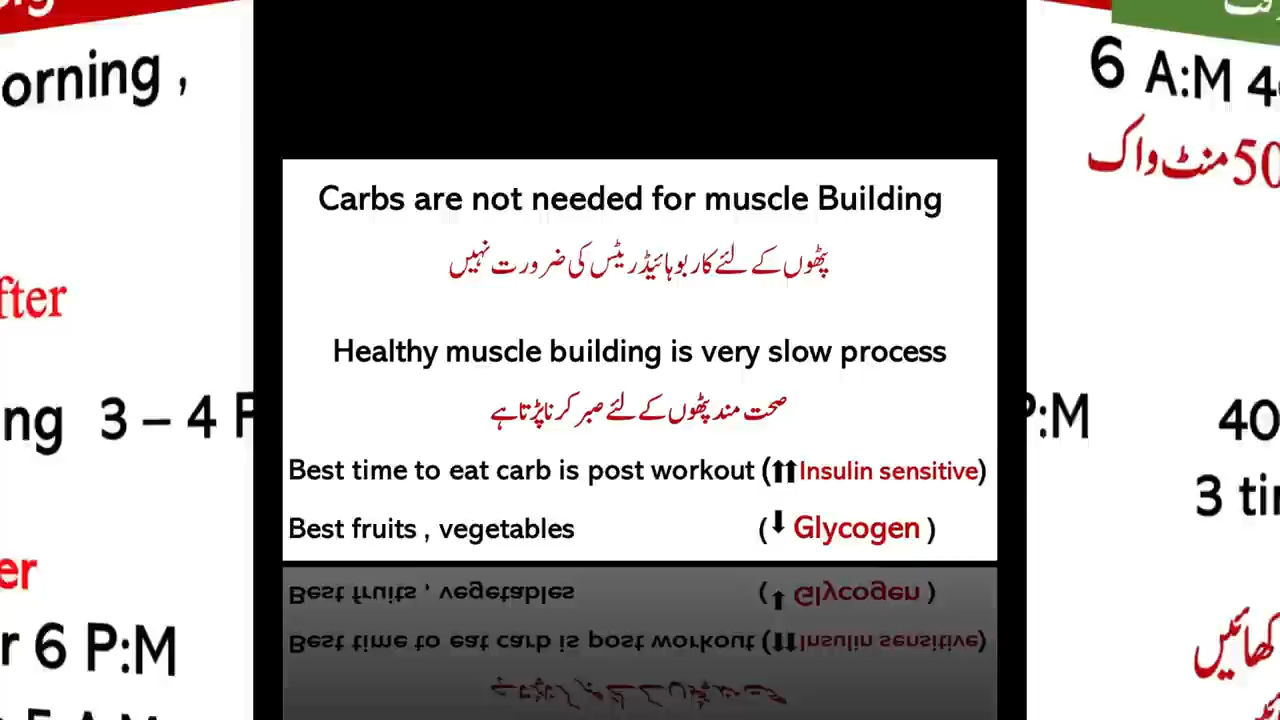 orning ,
fter
ng 3 – 4 P
er
r 6 P:M
5 A:M
Carbs are not needed for muscle Building
پٹھوں کے لئے کاربوہائیڈریٹس کی ضرورت نہیں
Healthy muscle building is very slow process
صحت مند پٹھوں کے لئے صبر کرنا پڑتا ہے
Best time to eat carb is post workout (⬆⬆Insulin sensitive)
Best fruits , vegetables (⬇ Glycogen )
6 A:M 4
50 منٹ واک
P:M 40
3 tim
کھائیں